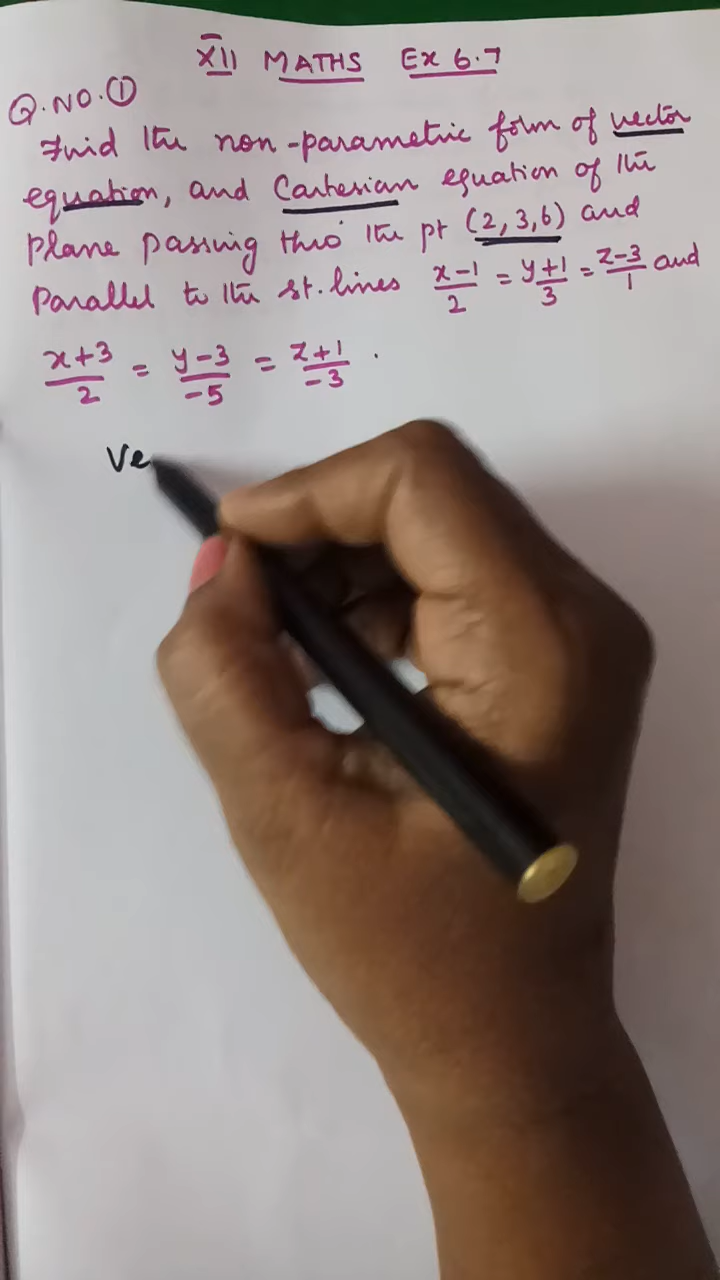 XII MATHS Ex 6.7
Q.NO.①
Find the non-parametric form of vector
equation, and Cartesian equation of the
plane passing thro' the pt (2, 3, 6) and
parallel to the st. lines x-1/2 = y+1/3 = z-3/1 and
x+3/2 = y-3/-5 = z+1/-3 .
Ve